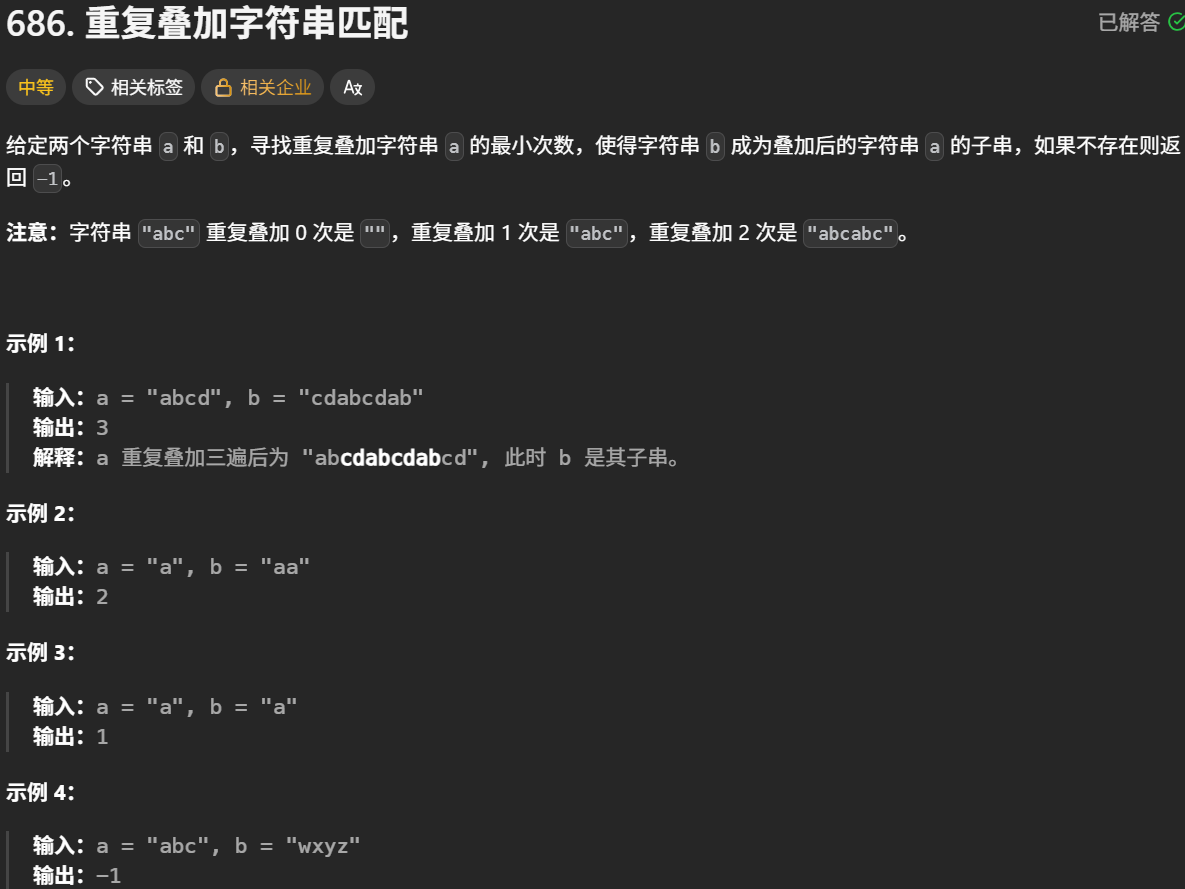 686. 重复叠加字符串匹配
已解答
中等 相关标签 相关企业 Ax
给定两个字符串 a 和 b，寻找重复叠加字符串 a 的最小次数，使得字符串 b 成为叠加后的字符串 a 的子串，如果不存在则返
回 -1。
注意：字符串 "abc" 重复叠加 0 次是 ""，重复叠加 1 次是 "abc"，重复叠加 2 次是 "abcabc"。
示例 1：
输入：a = "abcd", b = "cdabcdab"
输出：3
解释：a 重复叠加三遍后为 "abcdabcdabcd", 此时 b 是其子串。
示例 2：
输入：a = "a", b = "aa"
输出：2
示例 3：
输入：a = "a", b = "a"
输出：1
示例 4：
输入：a = "abc", b = "wxyz"
输出：-1